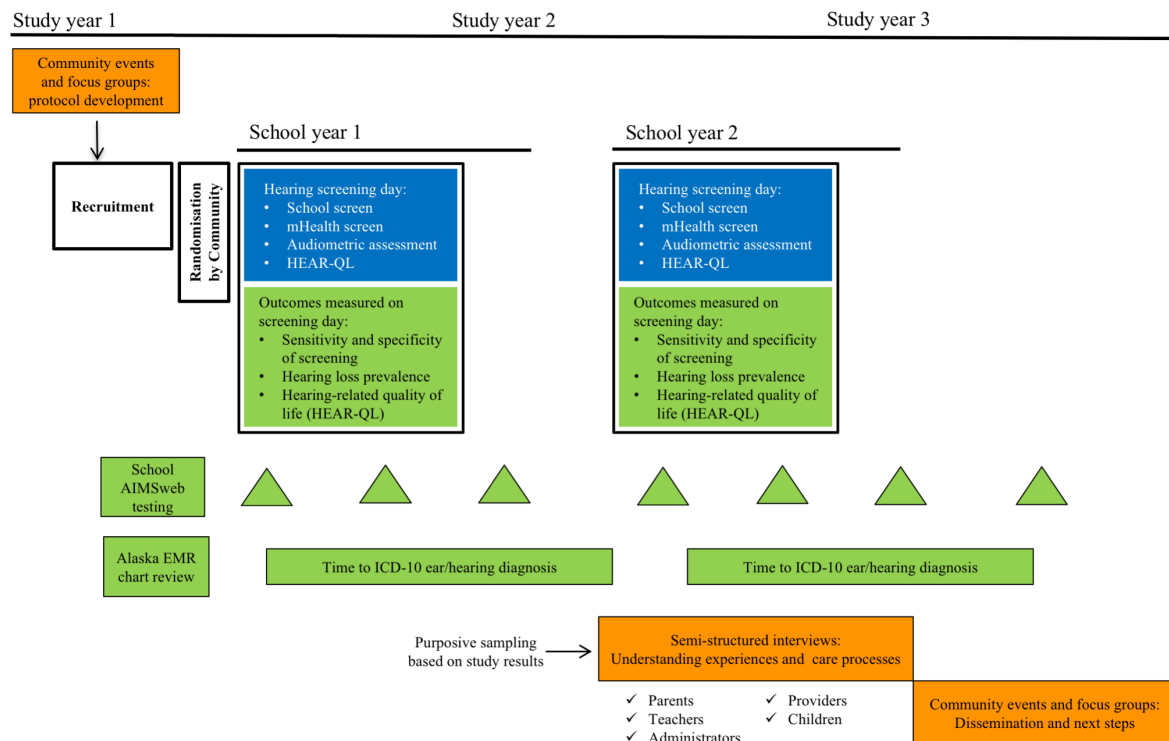 Study year 1
Study year 2
Study year 3
Community events
and focus groups:
protocol development
School year 1
School year 2
Recruitment
Randomisation
by Community
Hearing screening day:
• School screen
• mHealth screen
• Audiometric assessment
• HEAR-QL
Outcomes measured on
screening day:
• Sensitivity and specificity
of screening
• Hearing loss prevalence
• Hearing-related quality of
life (HEAR-QL)
Hearing screening day:
• School screen
• mHealth screen
• Audiometric assessment
• HEAR-QL
Outcomes measured on
screening day:
• Sensitivity and specificity
of screening
• Hearing loss prevalence
• Hearing-related quality of
life (HEAR-QL)
School
AIMSweb
testing
Alaska EMR
chart review
Time to ICD-10 ear/hearing diagnosis
Time to ICD-10 ear/hearing diagnosis
Purposive sampling
based on study results
Semi-structured interviews:
Understanding experiences and care processes
✓ Parents
✓ Teachers
✓ Administrators
✓ Providers
✓ Children
Community events and focus groups:
Dissemination and next steps